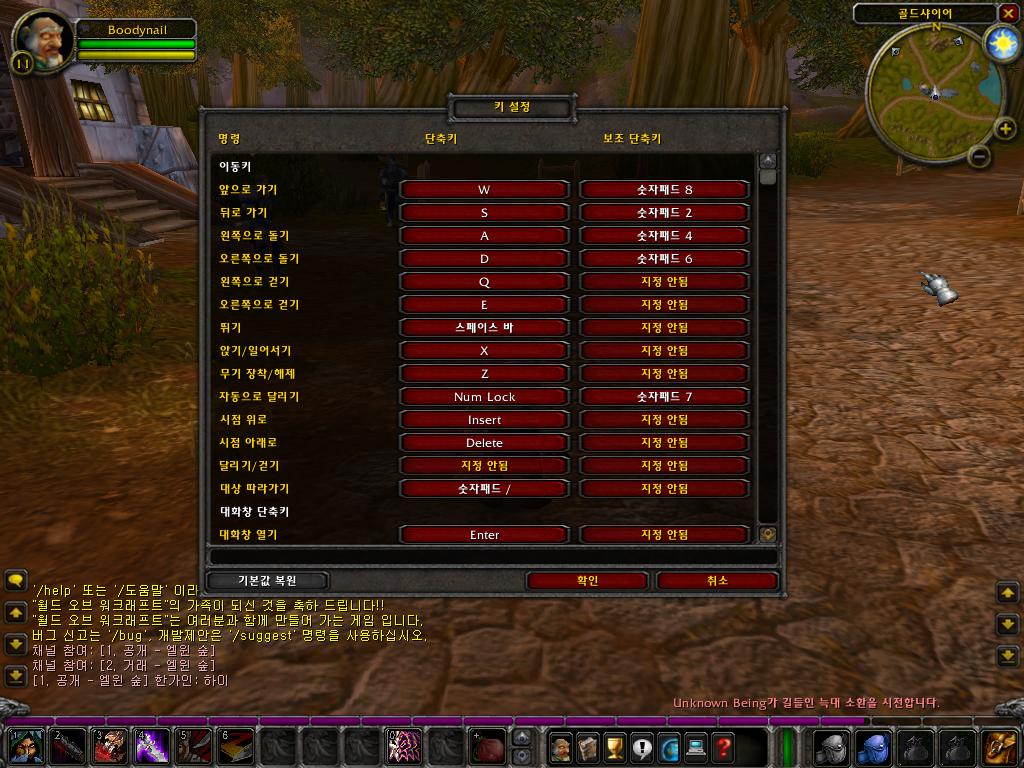 Boodynail
11
골드샤이어
N
키 설정
명령 단축키 보조 단축키
이동키
앞으로 가기 W 숫자패드 8
뒤로 가기 S 숫자패드 2
왼쪽으로 돌기 A 숫자패드 4
오른쪽으로 돌기 D 숫자패드 6
왼쪽으로 걷기 Q 지정 안됨
오른쪽으로 걷기 E 지정 안됨
뛰기 스페이스 바 지정 안됨
앉기/일어서기 X 지정 안됨
무기 장착/해제 Z 지정 안됨
자동으로 달리기 Num Lock 숫자패드 7
시점 위로 Insert 지정 안됨
시점 아래로 Delete 지정 안됨
달리기/걷기 지정 안됨 지정 안됨
대상 따라가기 숫자패드 / 지정 안됨
대화창 단축키
대화창 열기 Enter 지정 안됨
기본값 복원 확인 취소
'/help' 또는 '/도움말' 이라
"월드 오브 워크래프트"의 가족이 되신 것을 축하 드립니다!!
"월드 오브 워크래프트"는 여러분과 함께 만들며 가는 게임 입니다.
버그 신고는 '/bug', 개발제안은 '/suggest' 명령을 사용하십시오.
채널 참여: [1. 공개 - 엘윈 숲]
채널 참여: [2. 거래 - 엘윈 숲]
[1. 공개 - 엘윈 숲] 한가인: 하이
Unknown Being가 길들인 늑대 소환을 시전합니다.
1 2 3 4 5 6 0